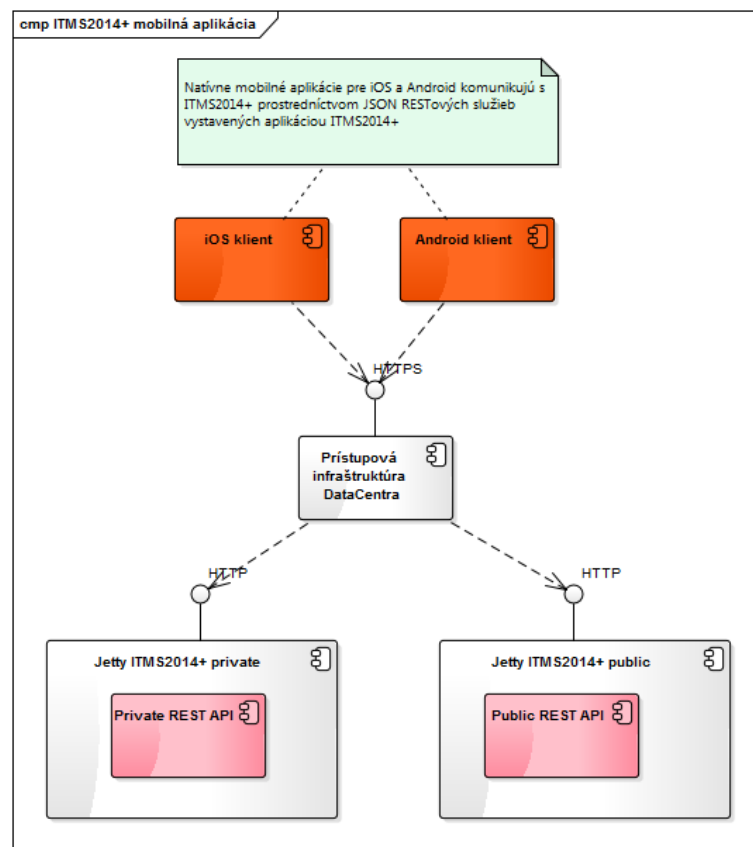 cmp ITMS2014+ mobilná aplikácia
Natívne mobilné aplikácie pre iOS a Android komunikujú s
ITMS2014+ prostredníctvom JSON RESTových služieb
vystavených aplikáciou ITMS2014+
iOS klient
Android klient
HTTPS
Prístupová
infraštruktúra
DataCentra
HTTP
HTTP
Jetty ITMS2014+ private
Jetty ITMS2014+ public
Private REST API
Public REST API